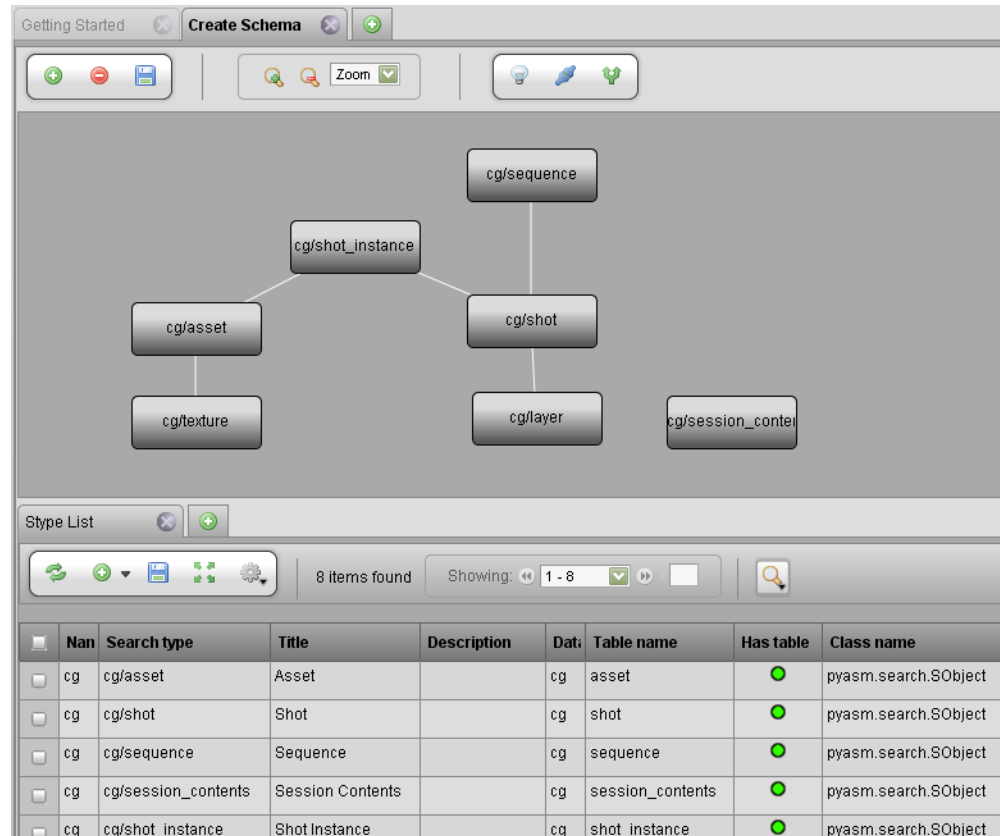 Getting Started
Create Schema
Zoom
cg/sequence
cg/shot_instance
cg/asset
cg/shot
cg/texture
cg/layer
cg/session_conte
Stype List
8 items found
Showing:
1 - 8
Nan Search type Title Description Data Table name Has table Class name
cg cg/asset Asset cg asset pyasm.search.SObject
cg cg/shot Shot cg shot pyasm.search.SObject
cg cg/sequence Sequence cg sequence pyasm.search.SObject
cg cg/session_contents Session Contents cg session_contents pyasm.search.SObject
cg cg/shot_instance Shot Instance cg shot_instance pyasm.search.SObject